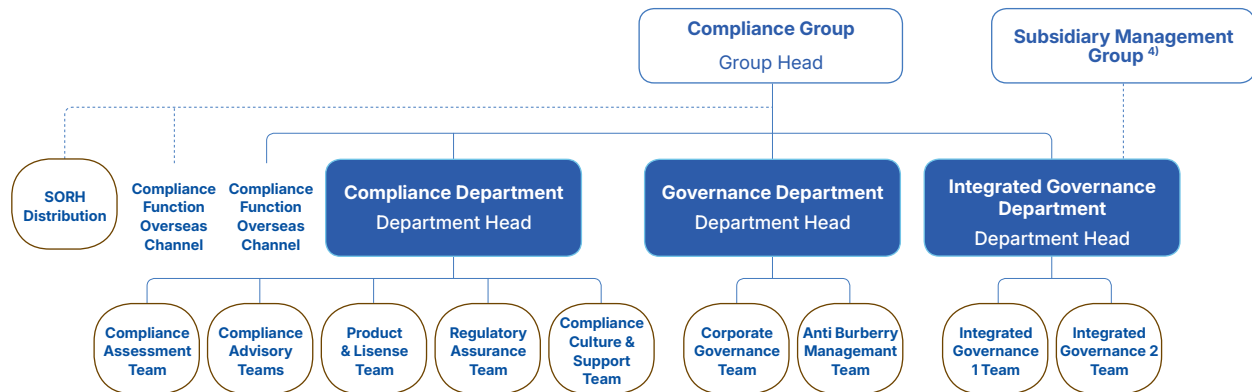 Compliance Group
Group Head
Subsidiary Management
Group 4)
SORH
Distribution
Compliance
Function
Overseas
Channel
Compliance
Function
Overseas
Channel
Compliance Department
Department Head
Governance Department
Department Head
Integrated Governance
Department
Department Head
Compliance
Assessment
Team
Compliance
Advisory
Teams
Product
& Lisense
Team
Regulatory
Assurance
Team
Compliance
Culture &
Support
Team
Corporate
Governance
Team
Anti Burberry
Managemant
Team
Integrated
Governance
1 Team
Integrated
Governance 2
Team